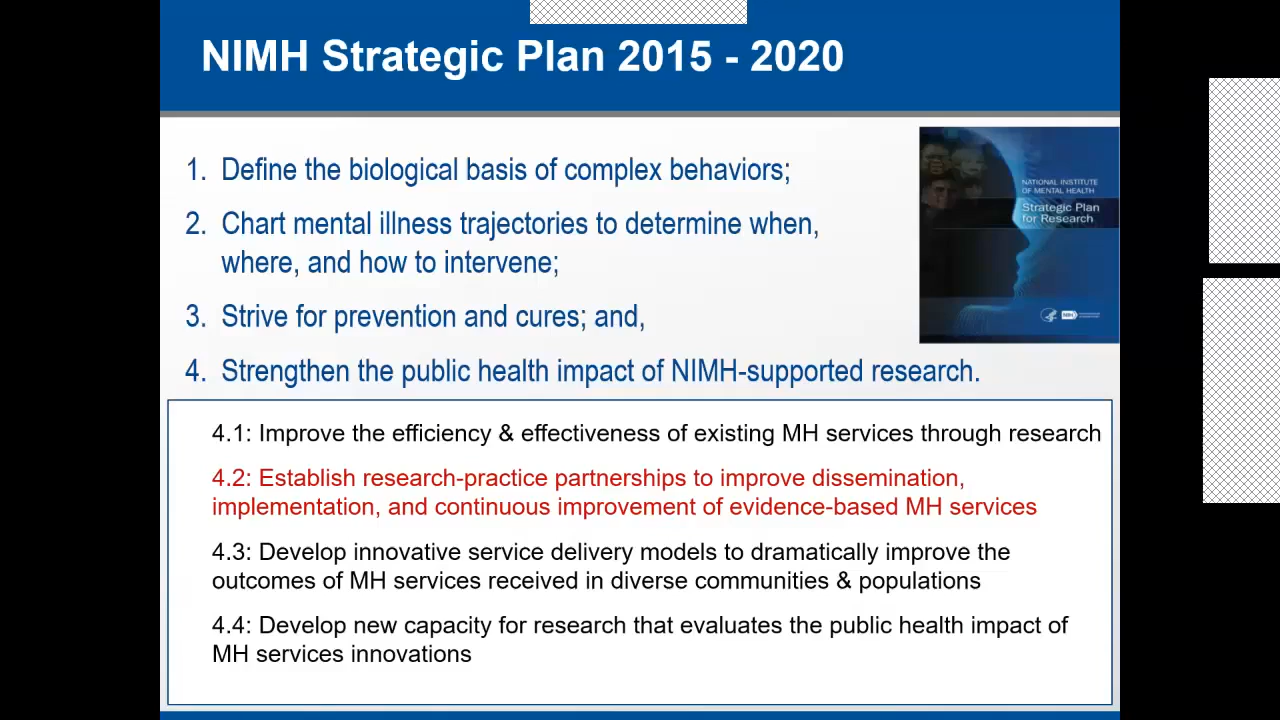 NIMH Strategic Plan 2015 - 2020
1. Define the biological basis of complex behaviors;
2. Chart mental illness trajectories to determine when,
where, and how to intervene;
3. Strive for prevention and cures; and,
4. Strengthen the public health impact of NIMH-supported research.
NATIONAL INSTITUTE
OF MENTAL HEALTH
Strategic Plan
for Research
NIH
4.1: Improve the efficiency & effectiveness of existing MH services through research
4.2: Establish research-practice partnerships to improve dissemination,
implementation, and continuous improvement of evidence-based MH services
4.3: Develop innovative service delivery models to dramatically improve the
outcomes of MH services received in diverse communities & populations
4.4: Develop new capacity for research that evaluates the public health impact of
MH services innovations